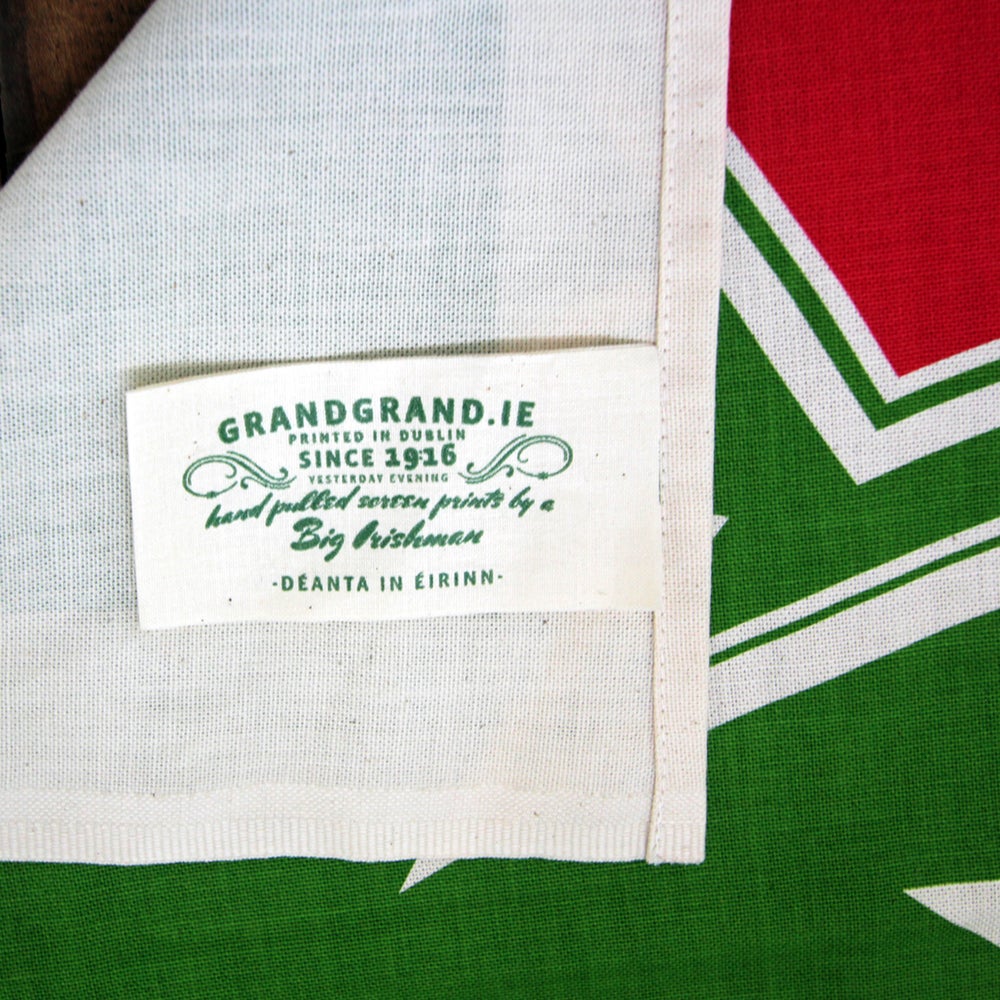 GRANDGRAND.IE
PRINTED IN DUBLIN
SINCE 1916
YESTERDAY EVENING
hand pulled screen prints by a
Big Irishman
-DÉANTA IN ÉIRINN-